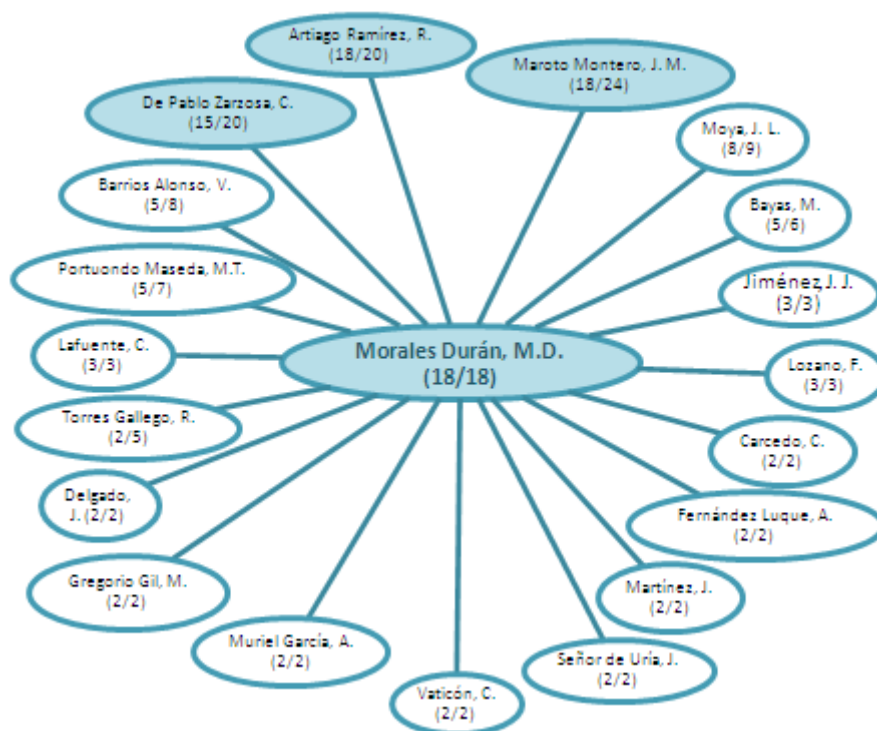 Artiago Ramírez, R.
(18/20)
Maroto Montero, J. M.
(18/24)
De Pablo Zarzosa, C.
(15/20)
Moya, J. L.
(8/9)
Barrios Alonso, V.
(5/8)
Bayas, M.
(5/6)
Portuondo Maseda, M.T.
(5/7)
Jiménez, J. J.
(3/3)
Morales Durán, M.D.
(18/18)
Lafuente, C.
(3/3)
Lozano, F.
(3/3)
Torres Gallego, R.
(2/5)
Carcedo, C.
(2/2)
Delgado,
J. (2/2)
Fernández Luque, A.
(2/2)
Gregorio Gil, M.
(2/2)
Martínez, J.
(2/2)
Muriel García, A.
(2/2)
Señor de Uría, J.
(2/2)
Vaticón, C.
(2/2)